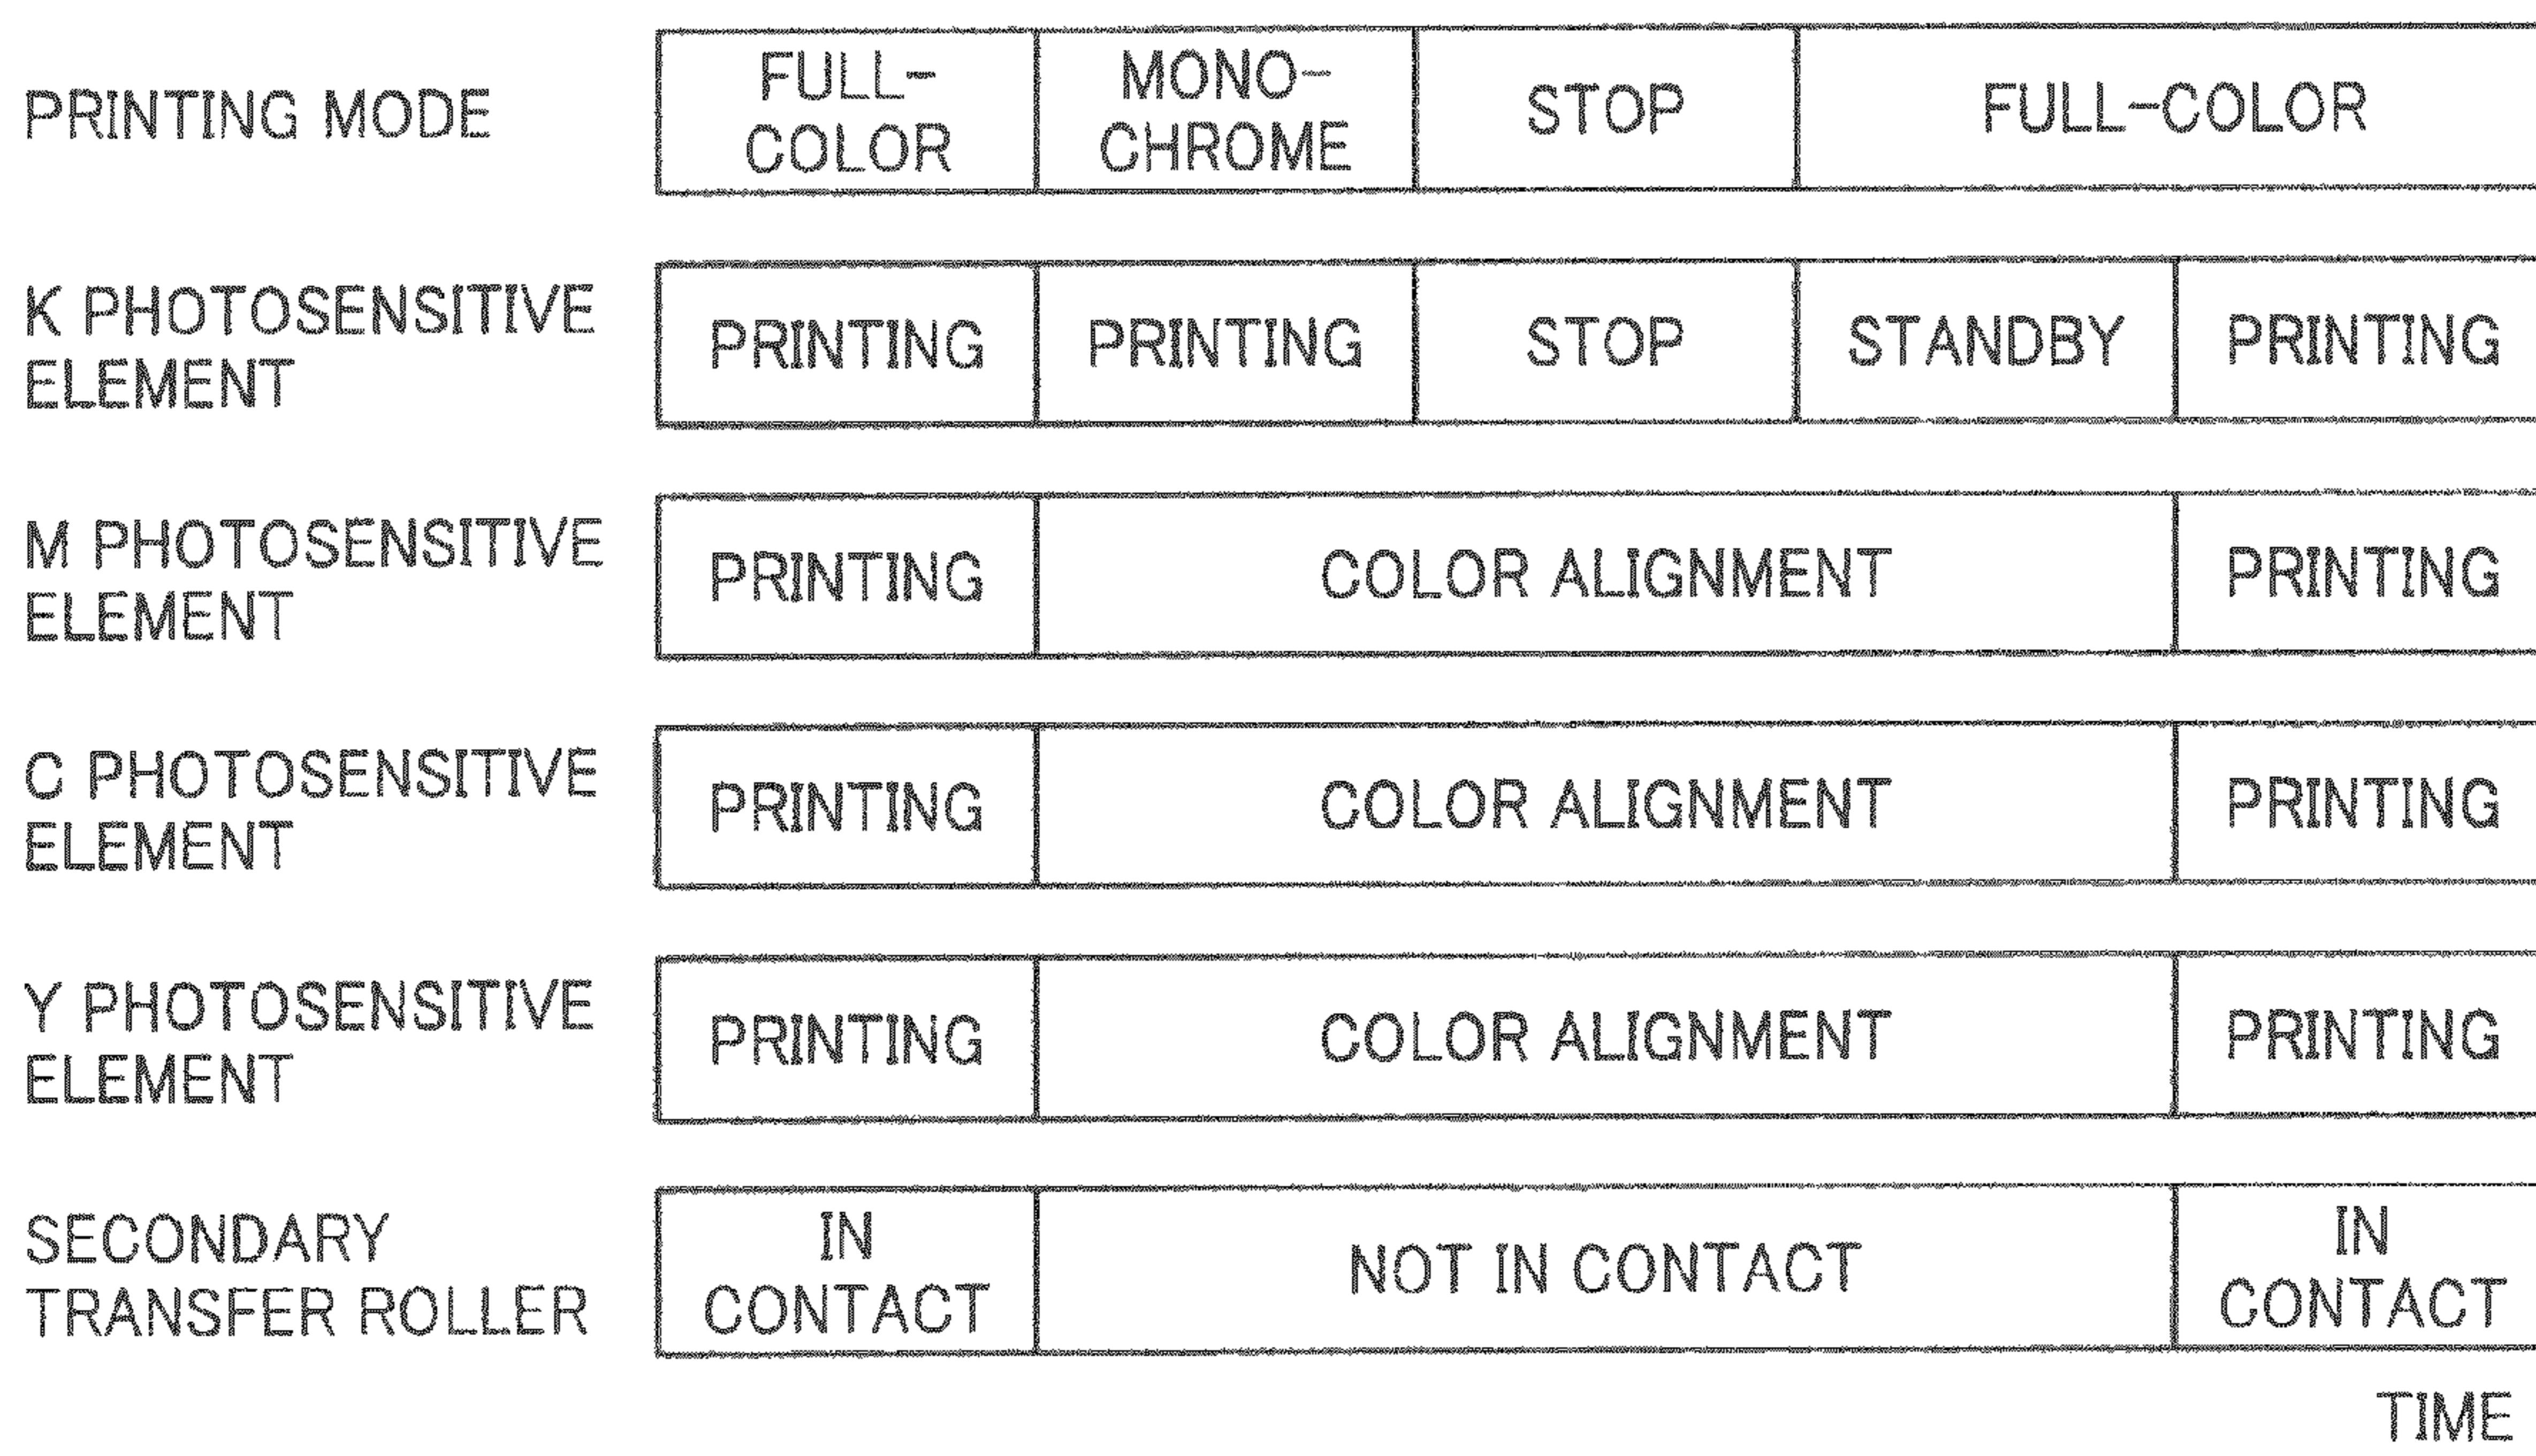 PRINTING MODE
FULL-
COLOR
MONO-
CHROME
STOP
FULL-COLOR
K PHOTOSENSITIVE
ELEMENT
PRINTING
PRINTING
STOP
STANDBY
PRINTING
M PHOTOSENSITIVE
ELEMENT
PRINTING
COLOR ALIGNMENT
PRINTING
C PHOTOSENSITIVE
ELEMENT
PRINTING
COLOR ALIGNMENT
PRINTING
Y PHOTOSENSITIVE
ELEMENT
PRINTING
COLOR ALIGNMENT
PRINTING
SECONDARY
TRANSFER ROLLER
IN
CONTACT
NOT IN CONTACT
IN
CONTACT
TIME